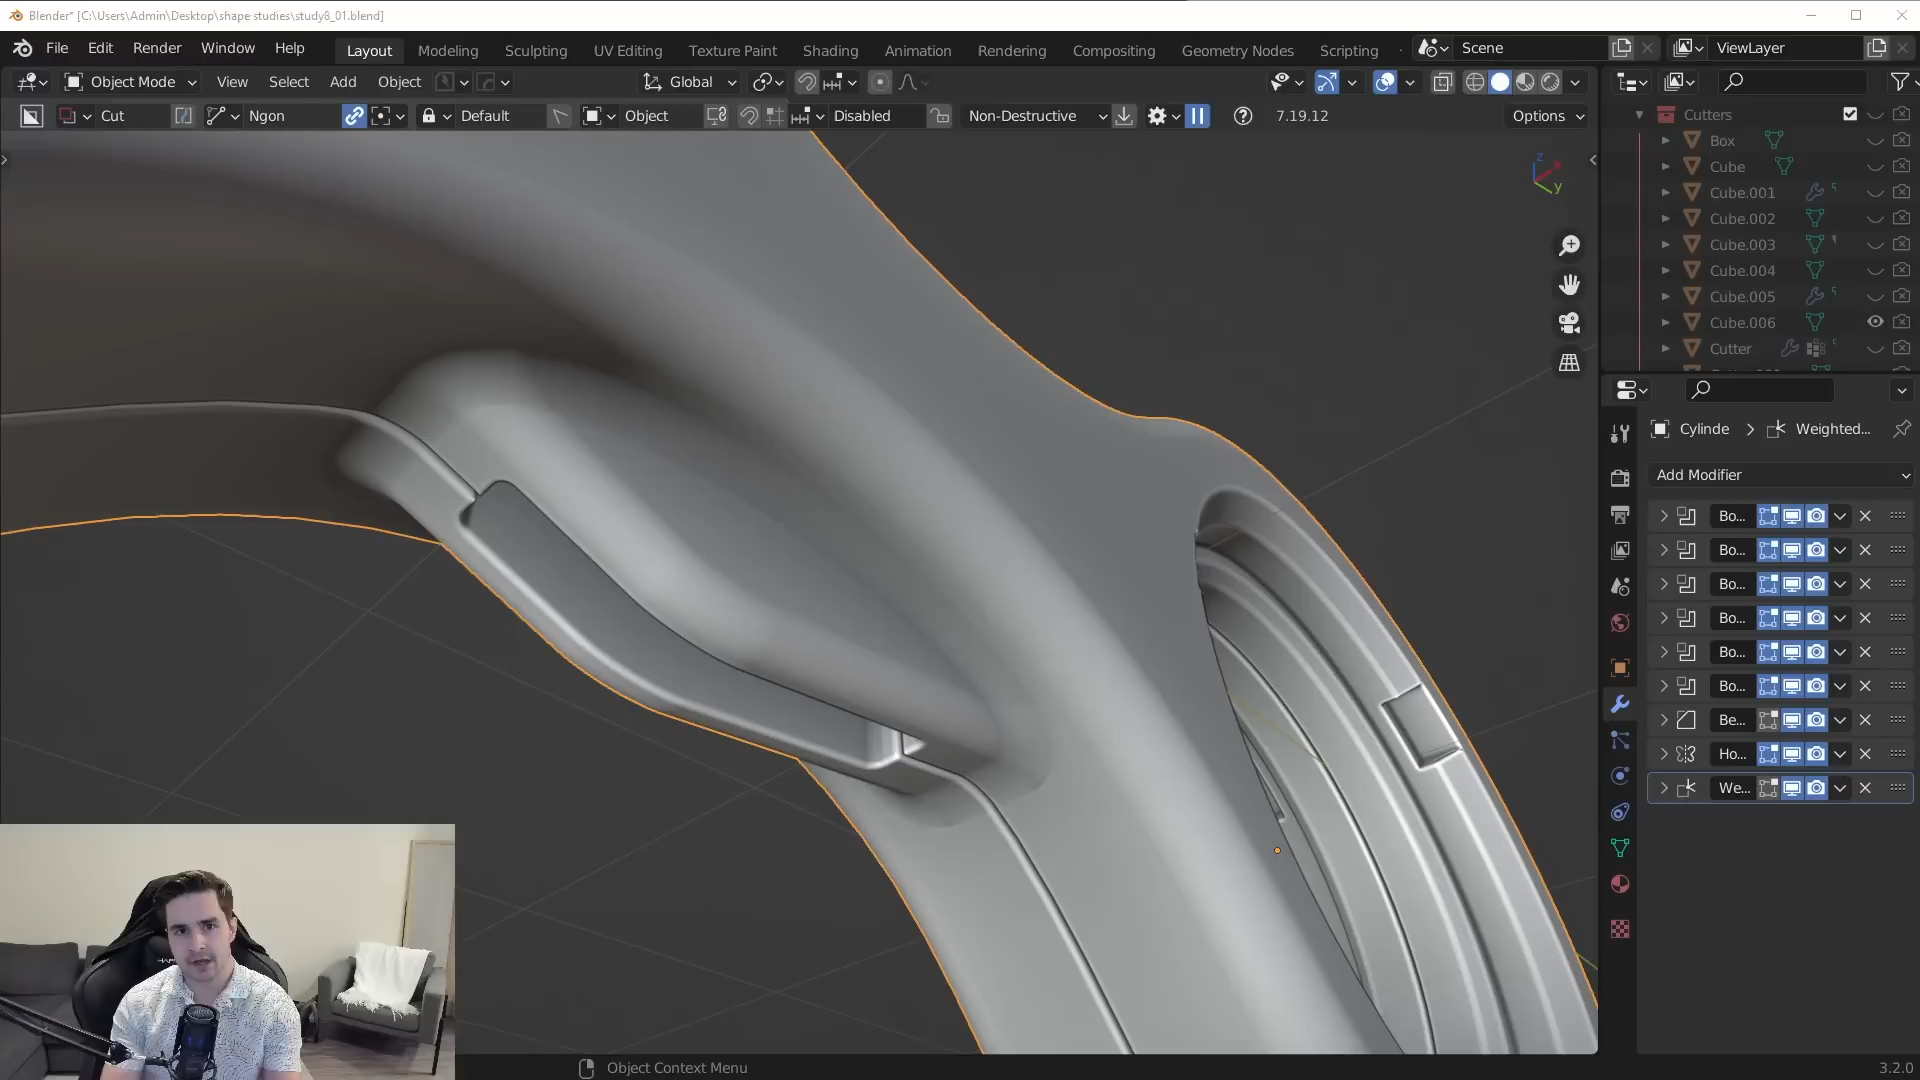 Blender* [C:\Users\Admin\Desktop\shape studies\study8_01.blend]
File Edit Render Window Help Layout Modeling Sculpting UV Editing Texture Paint Shading Animation Rendering Compositing Geometry Nodes Scripting Scene ViewLayer
Object Mode View Select Add Object Global
Cut Ngon Default Object Disabled Non-Destructive 7.19.12 Options
Cutters
Box
Cube
Cube.001
Cube.002
Cube.003
Cube.004
Cube.005
Cube.006
Cutter
z
y
Cylinde Weighted...
Add Modifier
Bo...
Bo...
Bo...
Bo...
Bo...
Bo...
Be...
Ho...
We...
Object Context Menu 3.2.0